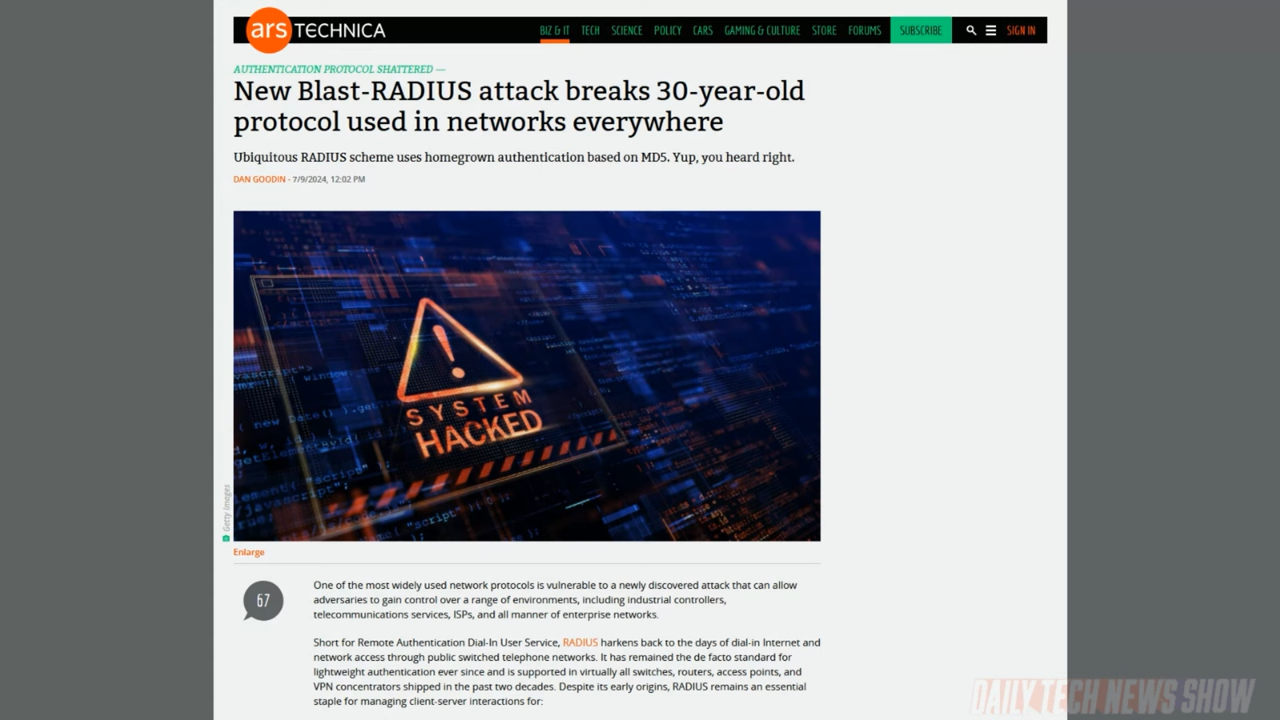 ars TECHNICA
BIZ & IT TECH SCIENCE POLICY CARS GAMING & CULTURE STORE FORUMS SUBSCRIBE SIGN IN
AUTHENTICATION PROTOCOL SHATTERED —
New Blast-RADIUS attack breaks 30-year-old
protocol used in networks everywhere
Ubiquitous RADIUS scheme uses homegrown authentication based on MD5. Yup, you heard right.
DAN GOODIN - 7/9/2024, 12:02 PM
SYSTEM
HACKED
Getty Images
Enlarge
67
One of the most widely used network protocols is vulnerable to a newly discovered attack that can allow
adversaries to gain control over a range of environments, including industrial controllers,
telecommunications services, ISPs, and all manner of enterprise networks.
Short for Remote Authentication Dial-In User Service, RADIUS harkens back to the days of dial-in Internet and
network access through public switched telephone networks. It has remained the de facto standard for
lightweight authentication ever since and is supported in virtually all switches, routers, access points, and
VPN concentrators shipped in the past two decades. Despite its early origins, RADIUS remains an essential
staple for managing client-server interactions for:
DAILY TECH NEWS SHOW